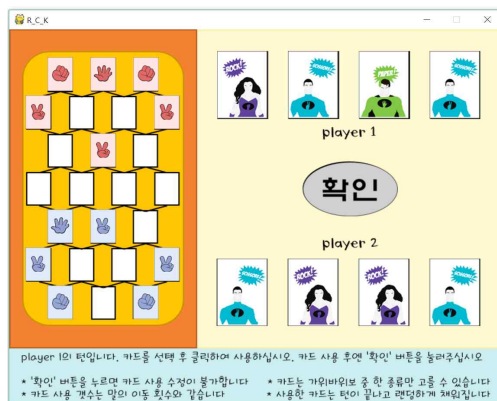 R_C_K
ROCK!
SCISSORS!
PAPER!
SCISSORS!
player 1
확인
player 2
SCISSORS!
ROCK!
ROCK!
SCISSORS!
player 1의 턴입니다. 카드를 선택 후 클릭하여 사용하십시오. 카드 사용 후엔 '확인' 버튼을 눌러주십시오
* '확인' 버튼을 누르면 카드 사용 수정이 불가합니다
* 카드는 가위바위보 중 한 종류만 고를 수 있습니다
* 카드 사용 갯수는 말의 이동 횟수와 같습니다
* 사용한 카드는 턴이 끝나고 랜덤하게 채워집니다